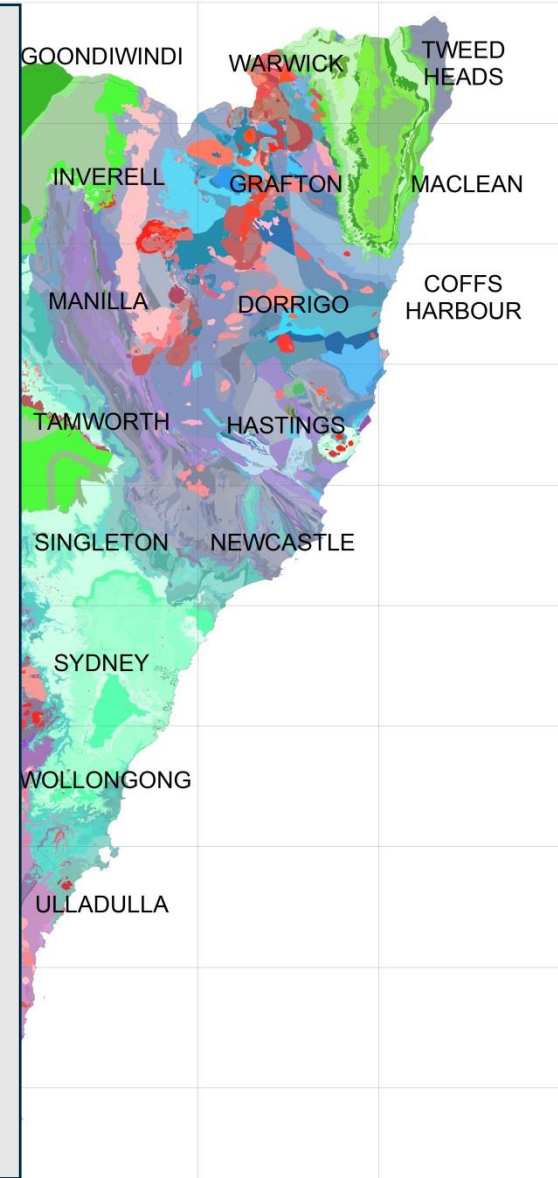 GOONDIWINDI
WARWICK
TWEED
HEADS
INVERELL
GRAFTON
MACLEAN
MANILLA
DORRIGO
COFFS
HARBOUR
TAMWORTH
HASTINGS
SINGLETON
NEWCASTLE
SYDNEY
WOLLONGONG
ULLADULLA